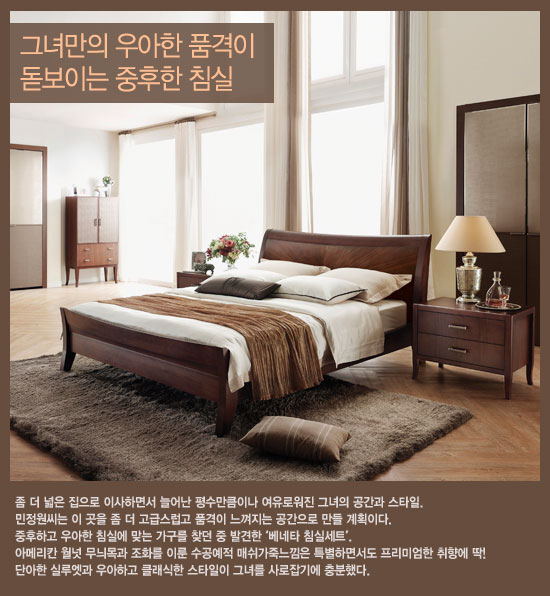 그녀만의 우아한 품격이
돋보이는 중후한 침실
좀 더 넓은 집으로 이사하면서 늘어난 평수만큼이나 여유로워진 그녀의 공간과 스타일.
민정원씨는 이 곳을 좀 더 고급스럽고 품격이 느껴지는 공간으로 만들 계획이다.
중후하고 우아한 침실에 맞는 가구를 찾던 중 발견한 ‘베네타 침실세트’.
아메리칸 월넛 무늬목과 조화를 이룬 수공예적 매쉬가죽느낌은 특별하면서도 프리미엄한 취향에 딱!
단아한 실루엣과 우아하고 클래식한 스타일이 그녀를 사로잡기에 충분했다.